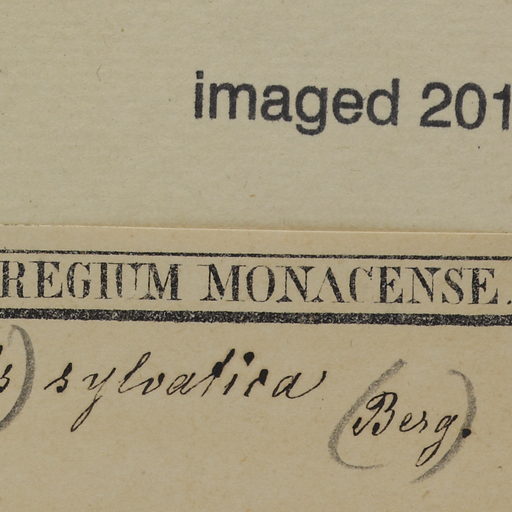 imaged 201
REGIUM MONACENSE.
s) sylvatica (Berg.)